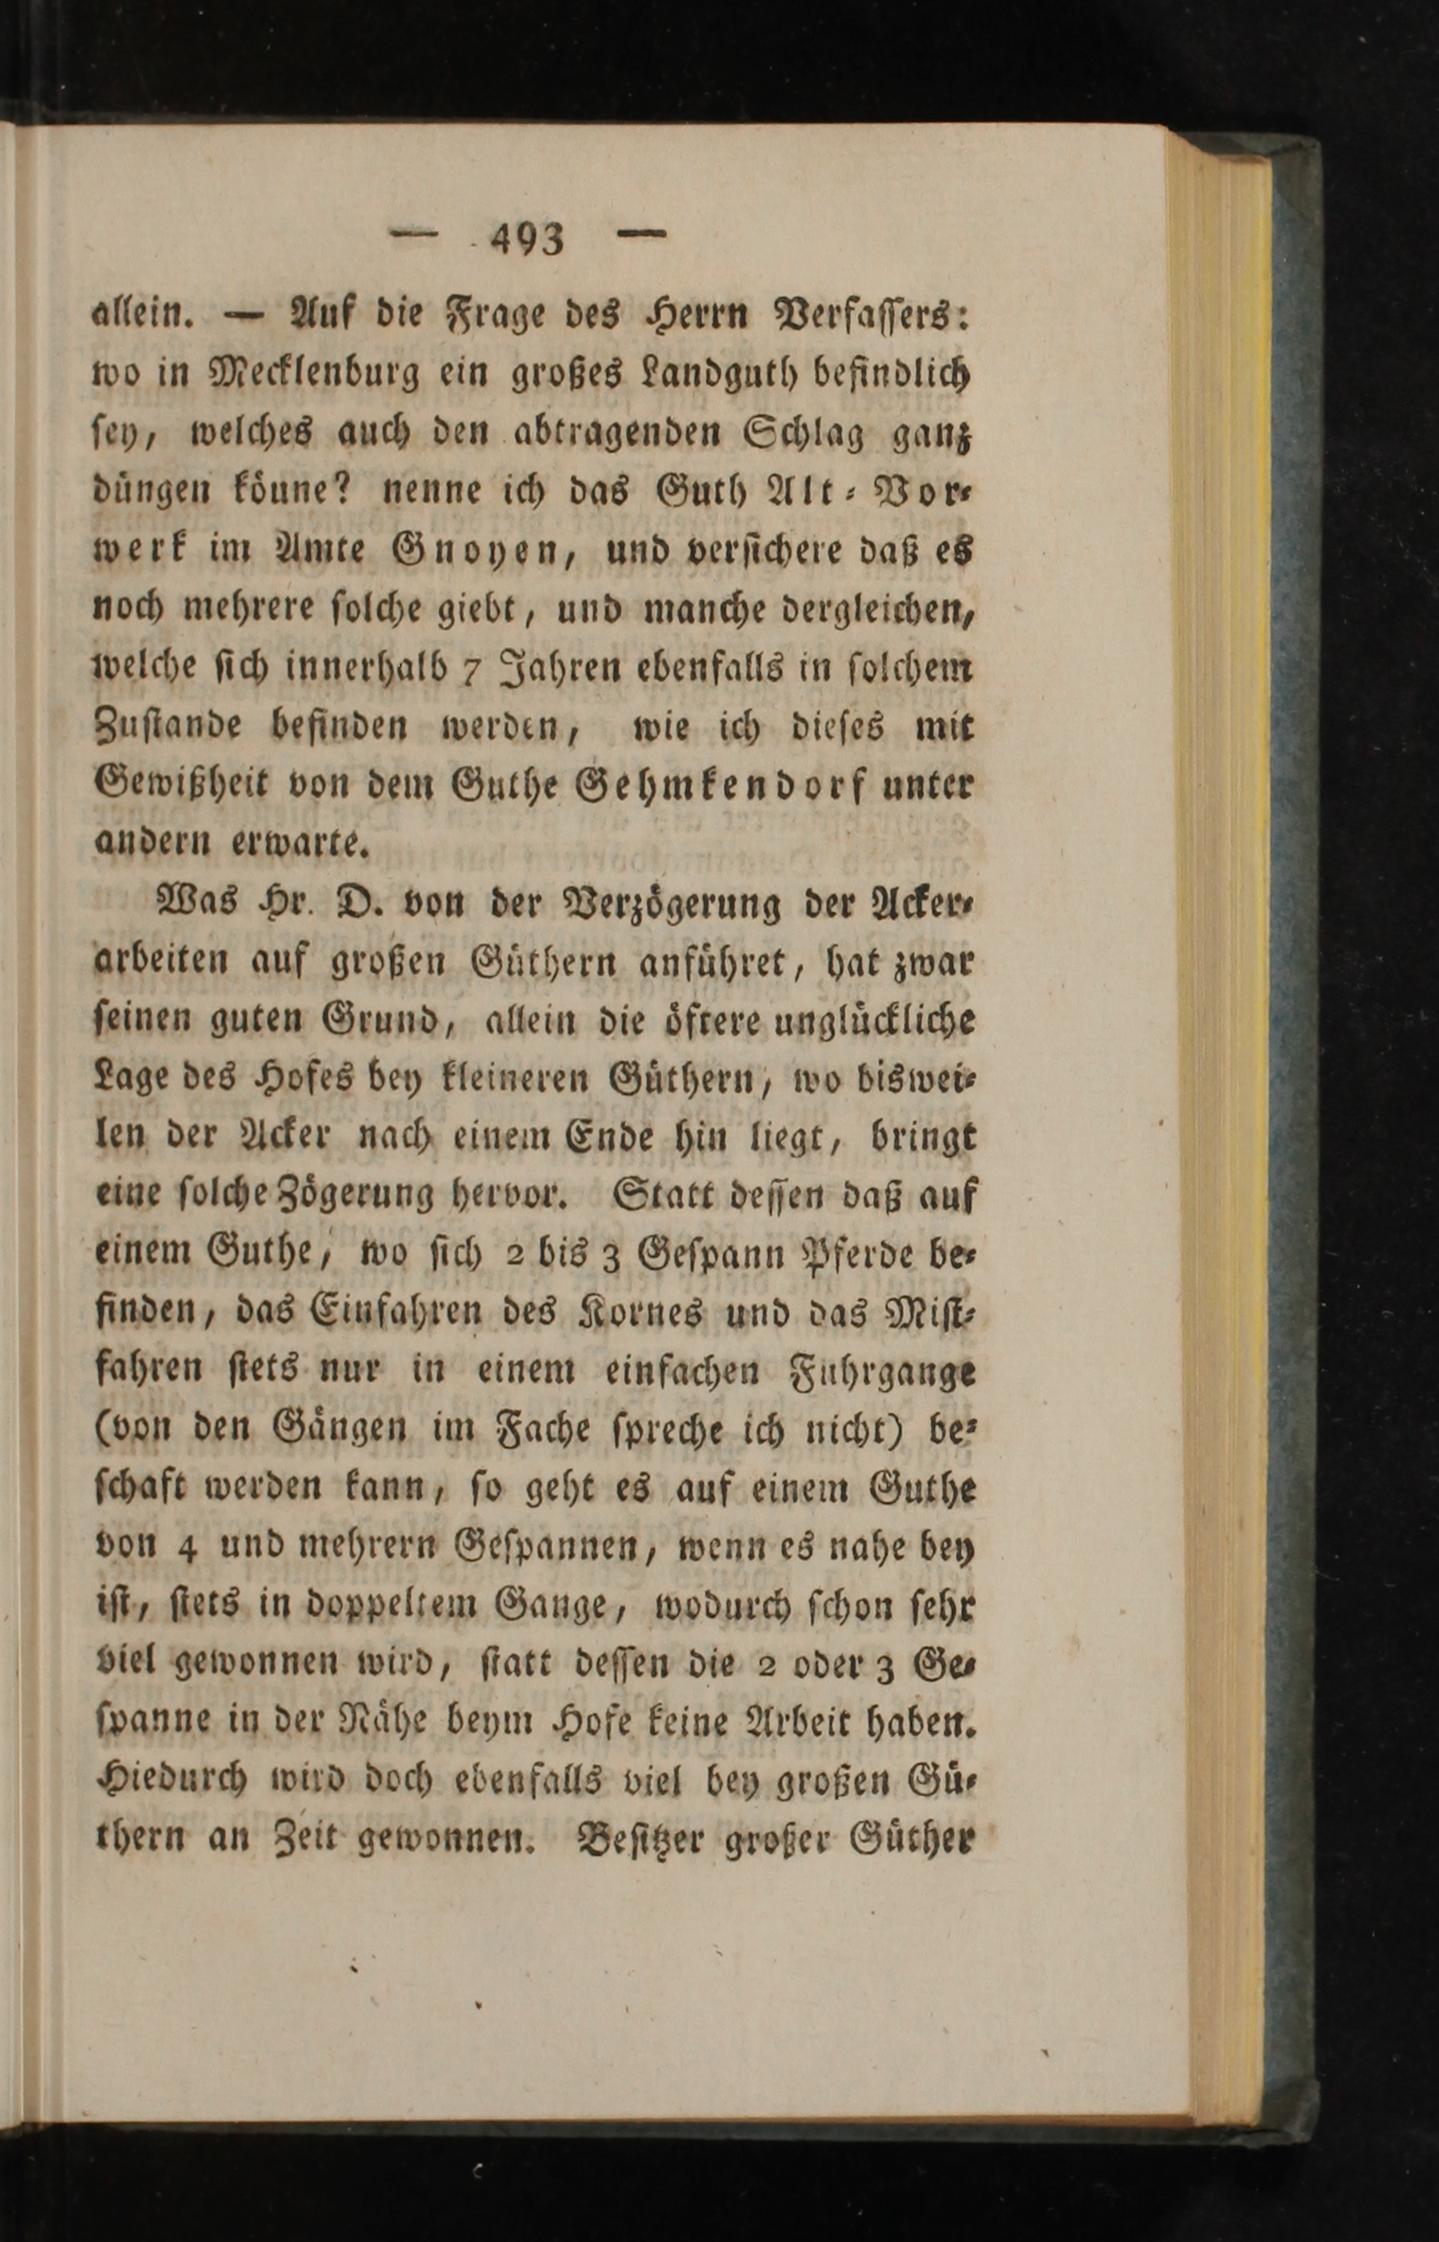 — 493 —
allein. — Auf die Frage des Herrn Verfaſſers:
wo in Mecklenburg ein großes Landguth befindlich
ſey, welches auch den abtragenden Schlag ganz
düngen köune? nenne ich das Guth Alt-Vor-
werk im Amte Gnoyen, und verſichere daß es
noch mehrere ſolche giebt, und manche dergleichen,
welche ſich innerhalb 7 Jahren ebenfalls in ſolchem
Zuſtande befinden werden, wie ich dieſes mit
Gewißheit von dem Guthe Gehmkendorf unter
andern erwarte.
Was Hr. D. von der Verzögerung der Acker-
arbeiten auf großen Güthern anführet, hat zwar
ſeinen guten Grund, allein die öftere unglückliche
Lage des Hofes bey kleineren Güthern, wo biswei-
len der Acker nach einem Ende hin liegt, bringt
eine ſolche Zögerung hervor. Statt deſſen daß auf
einem Guthe, wo ſich 2 bis 3 Geſpann Pferde be-
finden, das Einfahren des Kornes und das Miſt-
fahren ſtets nur in einem einfachen Fuhrgange
(von den Gängen im Fache ſpreche ich nicht) be-
ſchaft werden kann, ſo geht es auf einem Guthe
von 4 und mehrern Geſpannen, wenn es nahe bey
iſt, ſtets in doppeltem Gange, wodurch ſchon ſehr
viel gewonnen wird, ſtatt deſſen die 2 oder 3 Ge-
ſpanne in der Nähe beym Hofe keine Arbeit haben.
Hiedurch wird doch ebenfalls viel bey großen Gü-
thern an Zeit gewonnen. Beſitzer großer Güther